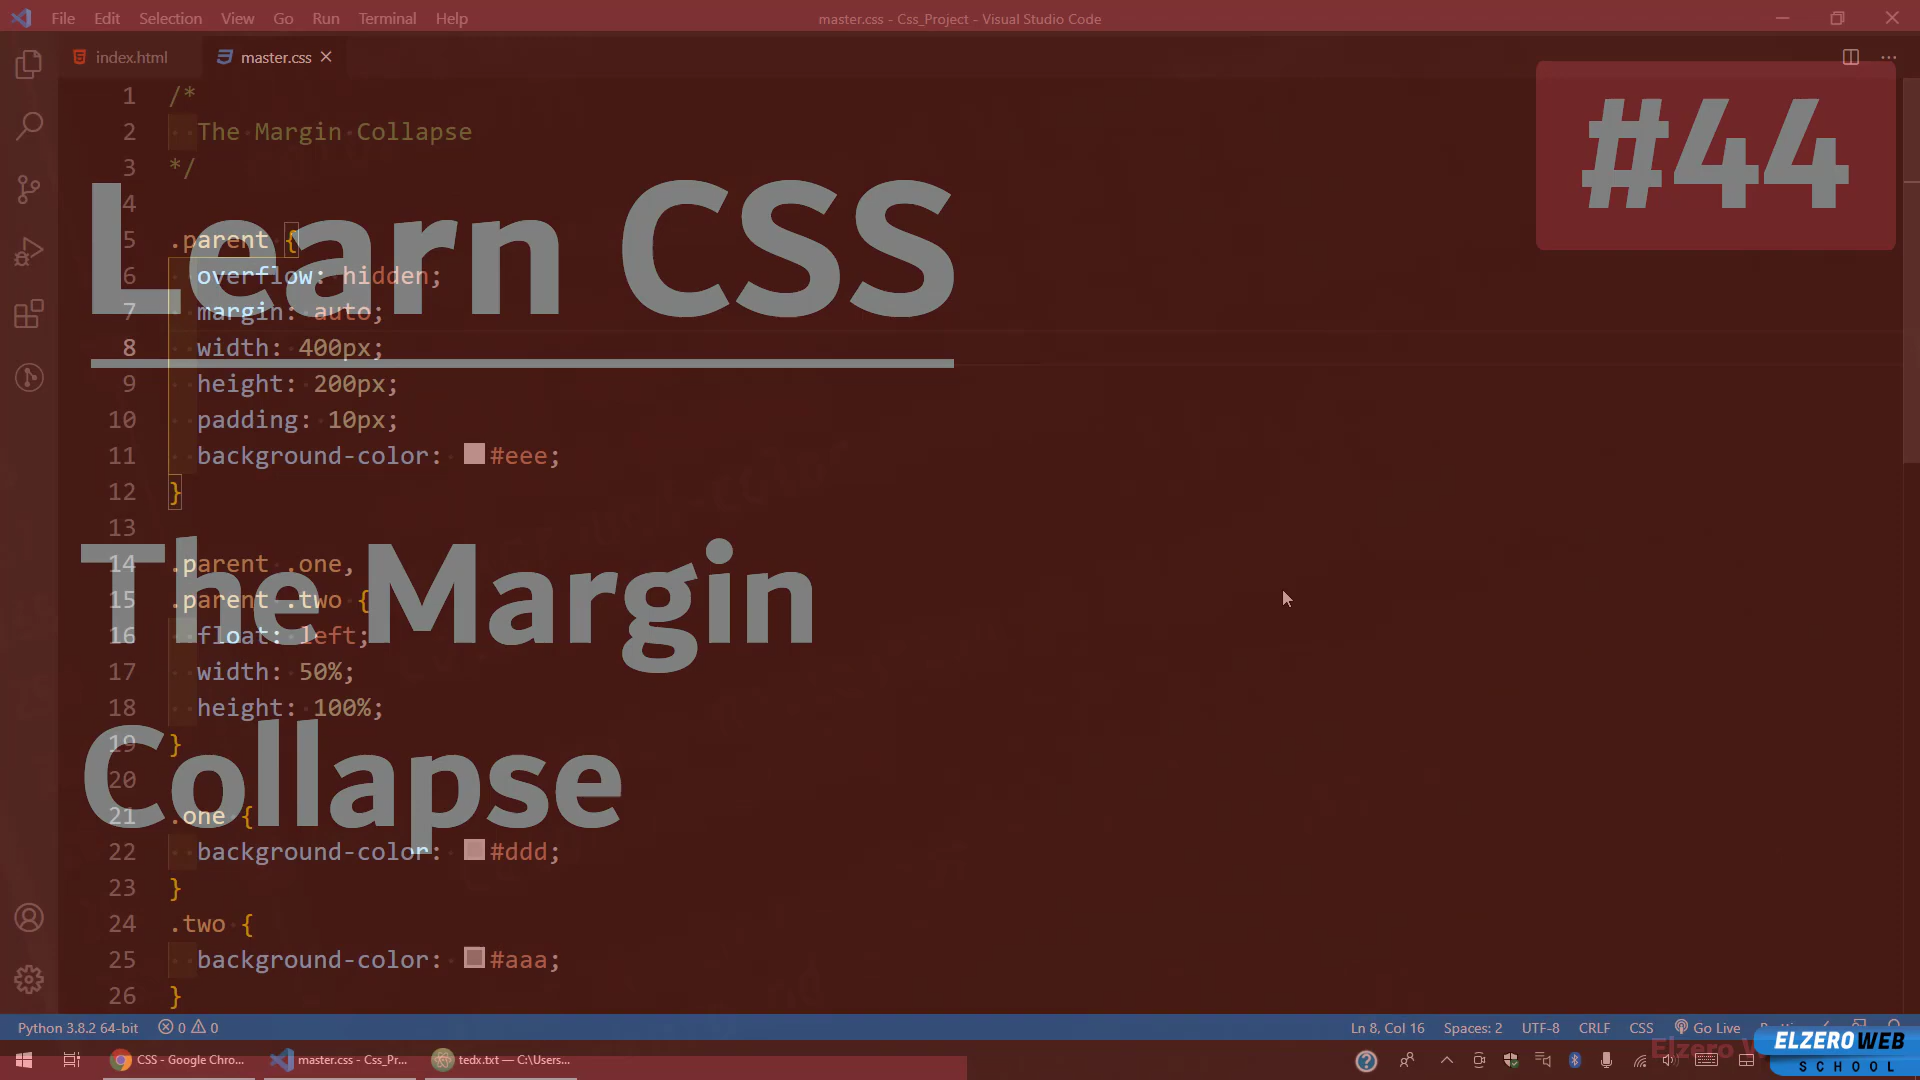 File Edit Selection View Go Run Terminal Help
master.css - Css_Project - Visual Studio Code
index.html
master.css
#44
Learn CSS
The Margin
Collapse
1 /*
2 The Margin Collapse
3 */
4
5 .parent {
6 overflow: hidden;
7 margin: auto;
8 width: 400px;
9 height: 200px;
10 padding: 10px;
11 background-color: #eee;
12 }
13
14 .parent .one,
15 .parent .two {
16 float: left;
17 width: 50%;
18 height: 100%;
19 }
20
21 .one {
22 background-color: #ddd;
23 }
24 .two {
25 background-color: #aaa;
26 }
Python 3.8.2 64-bit 0 0
Ln 8, Col 16 Spaces: 2 UTF-8 CRLF CSS Go Live
CSS - Google Chro...
master.css - Css_Pr...
tedx.txt — C:\Users...
Elzero W
ELZEROWEB
SCHOOL